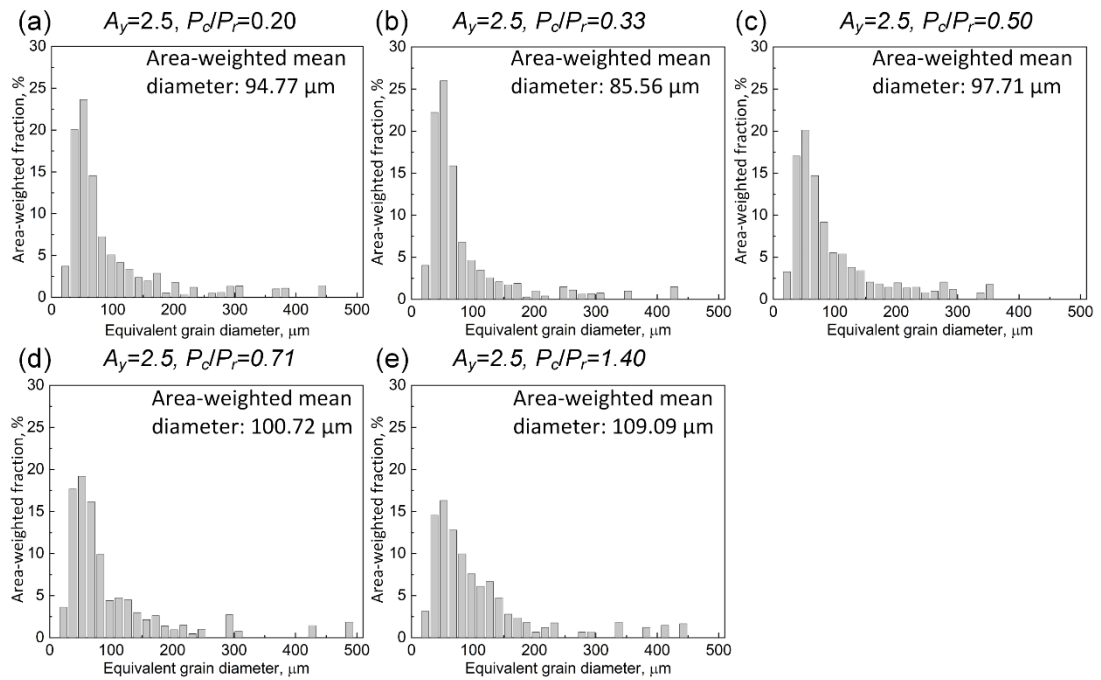 (a) A_y=2.5, P_c/P_r=0.20
Area-weighted mean
diameter: 94.77 μm
Area-weighted fraction, %
30
25
20
15
10
5
0
0 100 200 300 400 500
Equivalent grain diameter, μm
(b) A_y=2.5, P_c/P_r=0.33
Area-weighted mean
diameter: 85.56 μm
Area-weighted fraction, %
30
25
20
15
10
5
0
0 100 200 300 400 500
Equivalent grain diameter, μm
(c) A_y=2.5, P_c/P_r=0.50
Area-weighted mean
diameter: 97.71 μm
Area-weighted fraction, %
30
25
20
15
10
5
0
0 100 200 300 400 500
Equivalent grain diameter, μm
(d) A_y=2.5, P_c/P_r=0.71
Area-weighted mean
diameter: 100.72 μm
Area-weighted fraction, %
30
25
20
15
10
5
0
0 100 200 300 400 500
Equivalent grain diameter, μm
(e) A_y=2.5, P_c/P_r=1.40
Area-weighted mean
diameter: 109.09 μm
Area-weighted fraction, %
30
25
20
15
10
5
0
0 100 200 300 400 500
Equivalent grain diameter, μm